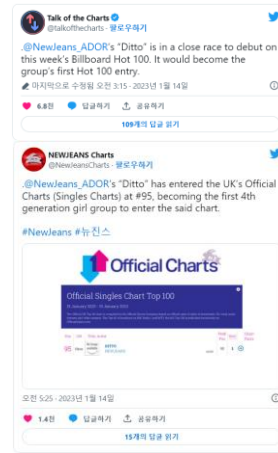 Talk of the Charts
@talkofthecharts · 팔로우하기
.@NewJeans_ADOR's "Ditto" is in a close race to debut on
this week's Billboard Hot 100. It would become the
group's first Hot 100 entry.
마지막으로 수정됨 오전 3:15 · 2023년 1월 14일
6.8천 답글하기 공유하기
109개의 답글 읽기
NEWJEANS Charts
@NewJeansCharts · 팔로우하기
.@NewJeans_ADOR's "Ditto" has entered the UK's Official
Charts (Singles Charts) at #95, becoming the first 4th
generation girl group to enter the said chart.
#NewJeans #뉴진스
Official Charts
Official Singles Chart Top 100
95 New DITTO
NEWJEANS
오전 5:25 · 2023년 1월 14일
1.4천 답글하기 공유하기
15개의 답글 읽기